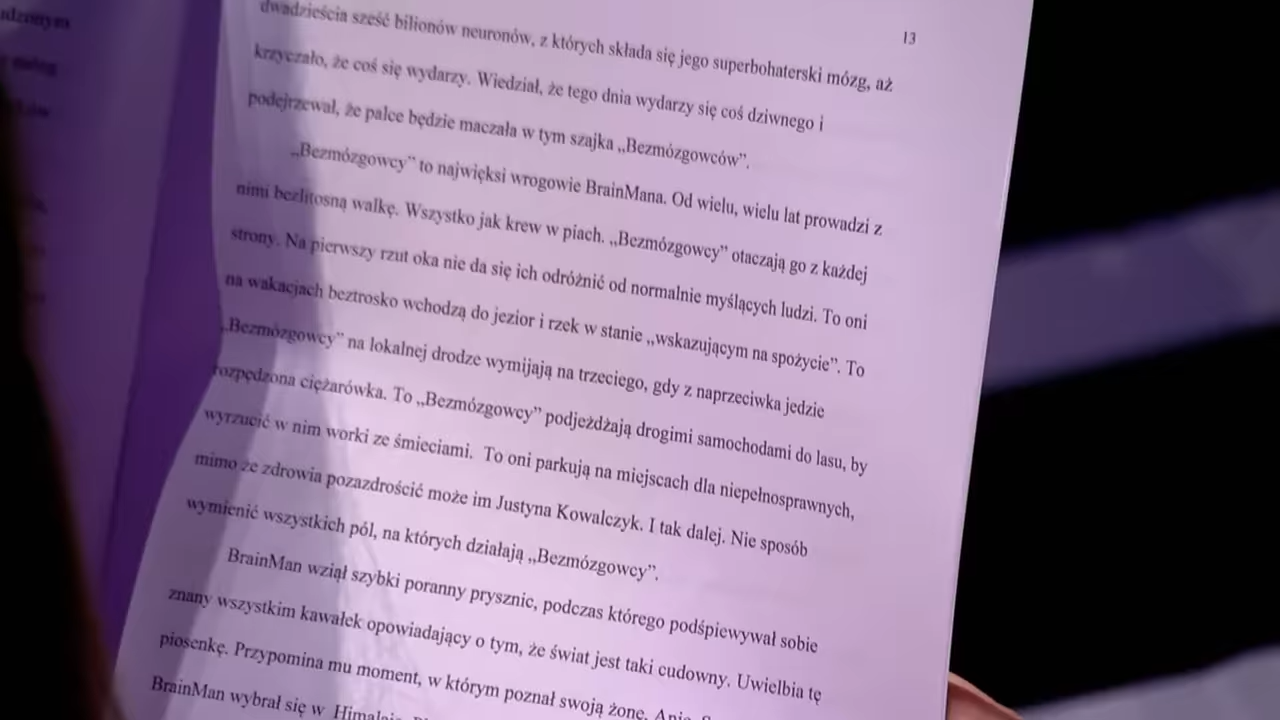 13
dwadzieścia sześć bilionów neuronów, z których składa się jego superbohaterski mózg, aż
krzyczało, że coś się wydarzy. Wiedział, że tego dnia wydarzy się coś dziwnego i
podejrzewał, że palce będzie maczała w tym szajka „Bezmózgowców”.
„Bezmózgowcy” to najwięksi wrogowie BrainMana. Od wielu, wielu lat prowadzi z
nimi bezlitosną walkę. Wszystko jak krew w piach. „Bezmózgowcy” otaczają go z każdej
strony. Na pierwszy rzut oka nie da się ich odróżnić od normalnie myślących ludzi. To oni
na wakacjach beztrosko wchodzą do jezior i rzek w stanie „wskazującym na spożycie”. To
„Bezmózgowcy” na lokalnej drodze wymijają na trzeciego, gdy z naprzeciwka jedzie
rozpędzona ciężarówka. To „Bezmózgowcy” podjeżdżają drogimi samochodami do lasu, by
wyrzucić w nim worki ze śmieciami. To oni parkują na miejscach dla niepełnosprawnych,
mimo że zdrowia pozazdrościć może im Justyna Kowalczyk. I tak dalej. Nie sposób
wymienić wszystkich pól, na których działają „Bezmózgowcy”.
BrainMan wziął szybki poranny prysznic, podczas którego podśpiewywał sobie
znany wszystkim kawałek opowiadający o tym, że świat jest taki cudowny. Uwielbia tę
piosenkę. Przypomina mu moment, w którym poznał swoją żonę,
BrainMan wybrał się w